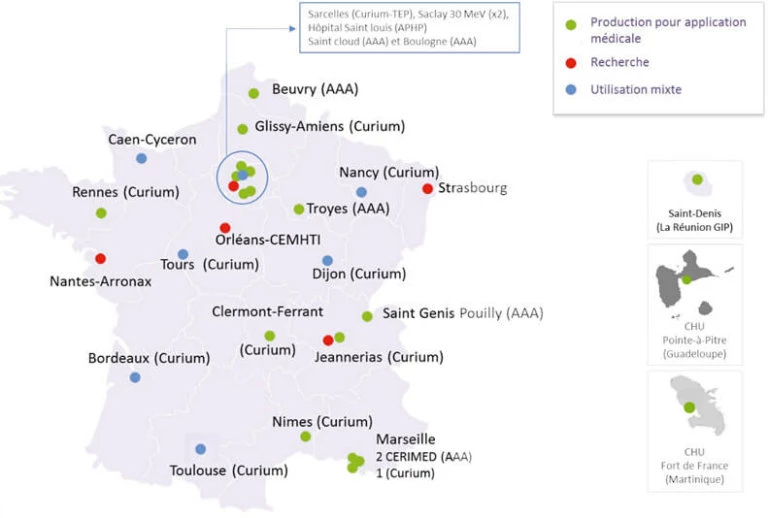 Sarcelles (Curium-TEP), Saclay 30 MeV (x2),
Hôpital Saint louis (APHP)
Saint cloud (AAA) et Boulogne (AAA)
Production pour application
médicale
Recherche
Utilisation mixte
Beuvry (AAA)
Glissy-Amiens (Curium)
Caen-Cyceron
Nancy (Curium)
Strasbourg
Rennes (Curium)
Troyes (AAA)
Orléans-CEMHTI
Tours (Curium)
Dijon (Curium)
Nantes-Arronax
Clermont-Ferrant
(Curium)
Saint Genis Pouilly (AAA)
Jeannerias (Curium)
Bordeaux (Curium)
Nimes (Curium)
Marseille
2 CERIMED (AAA)
1 (Curium)
Toulouse (Curium)
Saint-Denis
(La Réunion GIP)
CHU
Pointe-à-Pitre
(Guadeloupe)
CHU
Fort de France
(Martinique)